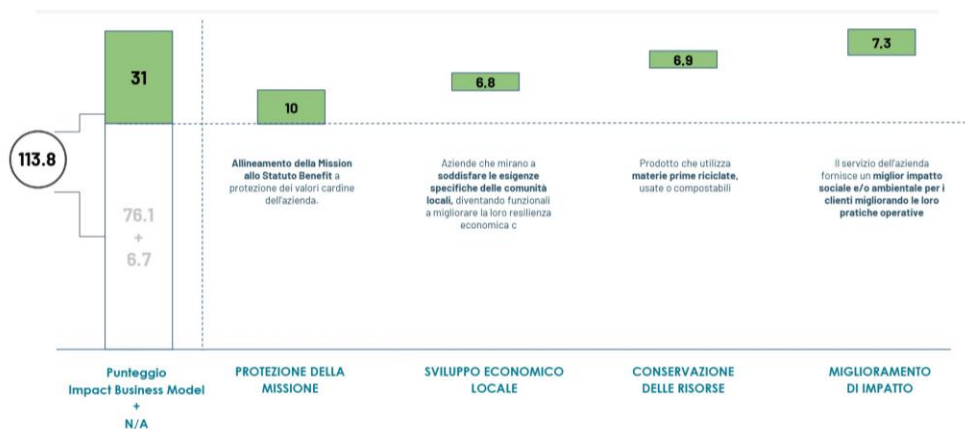 31
113.8
76.1
+
6.7
10
6.8
6.9
7.3
Allineamento della Mission
allo Statuto Benefit a
protezione dei valori cardine
dell'azienda.
Aziende che mirano a
soddisfare le esigenze
specifiche delle comunità
locali, diventando funzionali
a migliorare la loro resilienza
economica c
Prodotto che utilizza
materie prime riciclate,
usate o compostabili
Il servizio dell'azienda
fornisce un miglior impatto
sociale e/o ambientale per i
clienti migliorando le loro
pratiche operative
Punteggio
Impact Business Model
+
N/A
PROTEZIONE DELLA
MISSIONE
SVILUPPO ECONOMICO
LOCALE
CONSERVAZIONE
DELLE RISORSE
MIGLIORAMENTO
DI IMPATTO